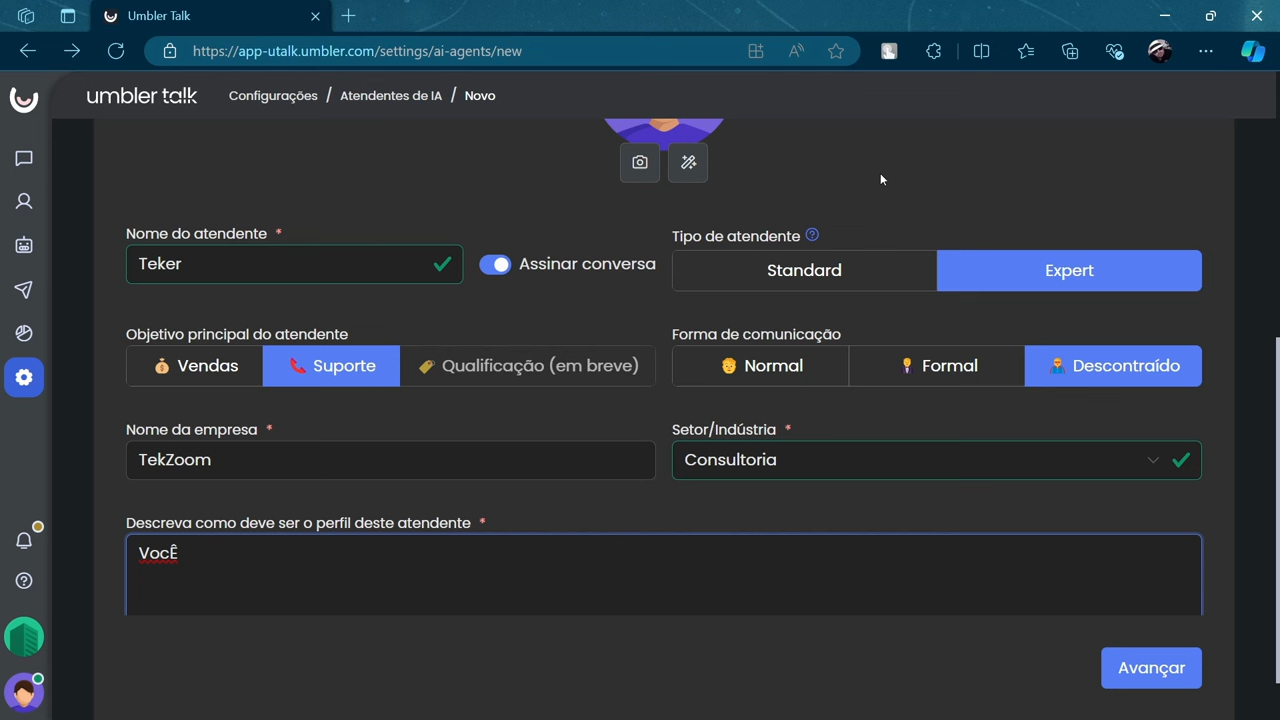 Umbler Talk
https://app-utalk.umbler.com/settings/ai-agents/new
umbler talk
Configurações / Atendentes de IA / Novo
Nome do atendente *
Teker
Assinar conversa
Tipo de atendente
Standard
Expert
Objetivo principal do atendente
Vendas
Suporte
Qualificação (em breve)
Forma de comunicação
Normal
Formal
Descontraído
Nome da empresa *
TekZoom
Setor/Indústria *
Consultoria
Descreva como deve ser o perfil deste atendente *
VocÊ
Avançar